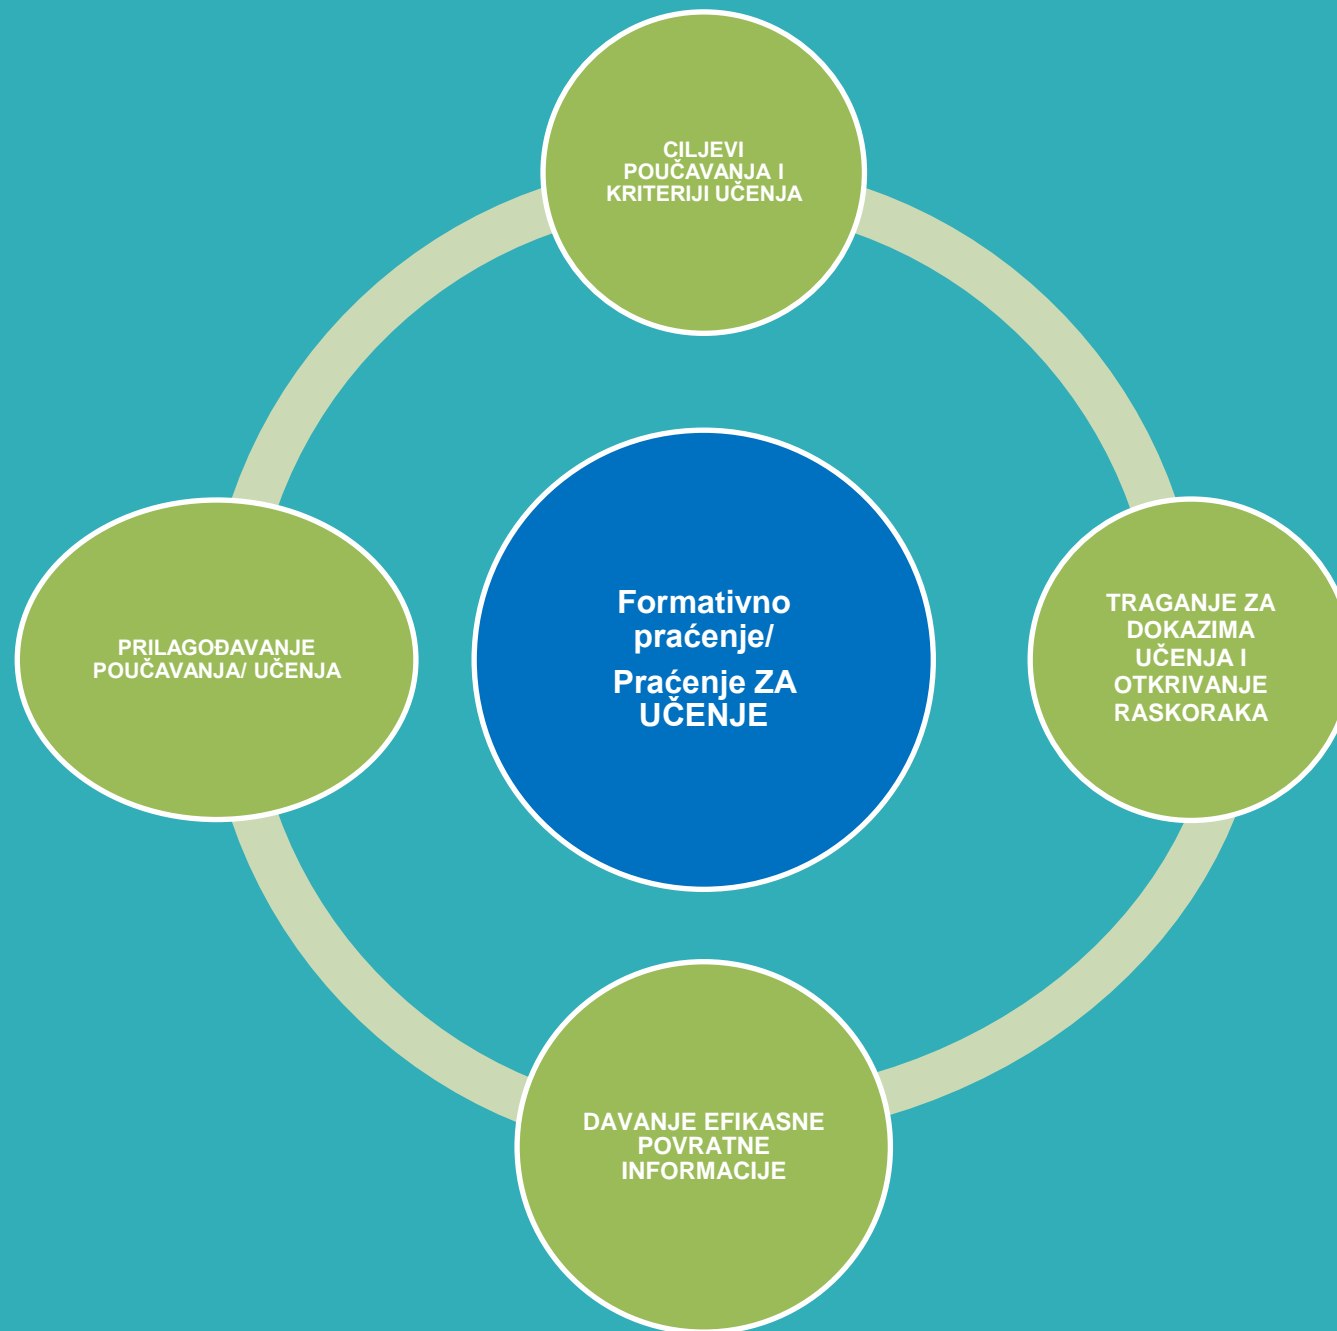 CILJEVI
POUČAVANJA I
KRITERIJI UČENJA
TRAGANJE ZA
DOKAZIMA
UČENJA I
OTKRIVANJE
RASKORAKA
DAVANJE EFIKASNE
POVRATNE
INFORMACIJE
PRILAGOĐAVANJE
POUČAVANJA/ UČENJA
Formativno
praćenje/
Praćenje ZA
UČENJE